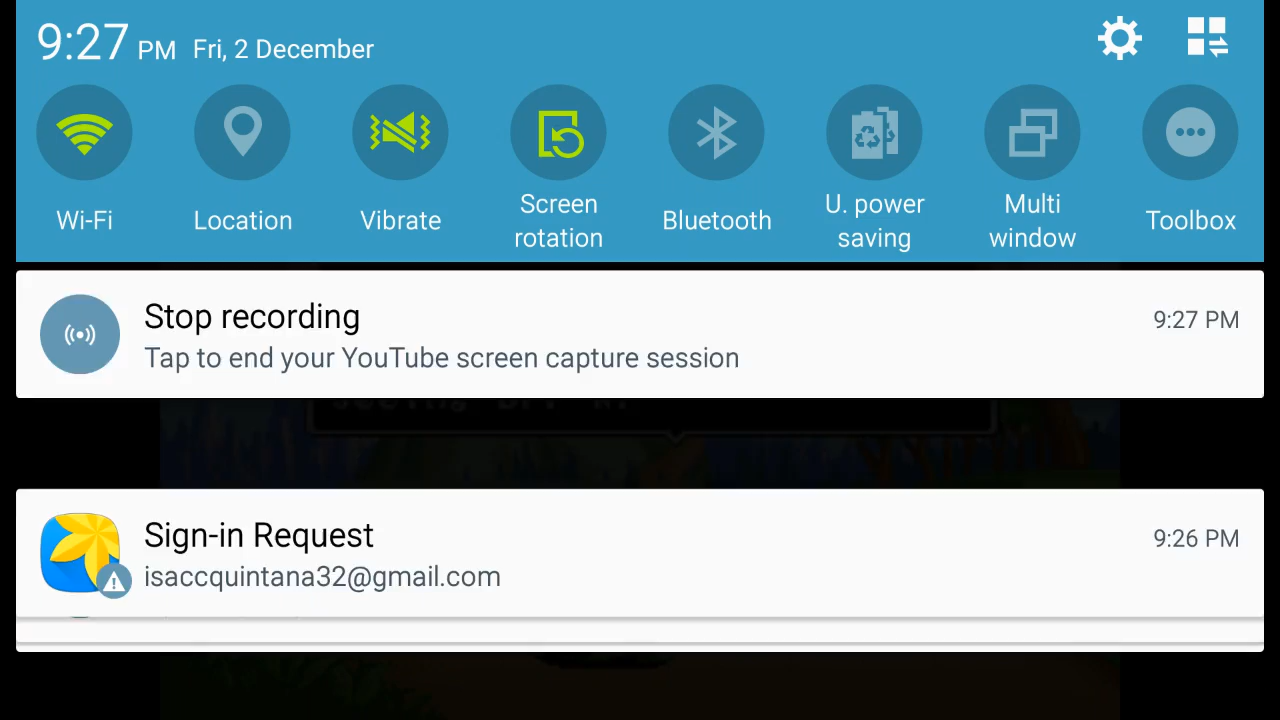 9:27 PM Fri, 2 December
Wi-Fi
Location
Vibrate
Screen
rotation
Bluetooth
U. power
saving
Multi
window
Toolbox
Stop recording
9:27 PM
Tap to end your YouTube screen capture session
Sign-in Request
9:26 PM
isaccquintana32@gmail.com